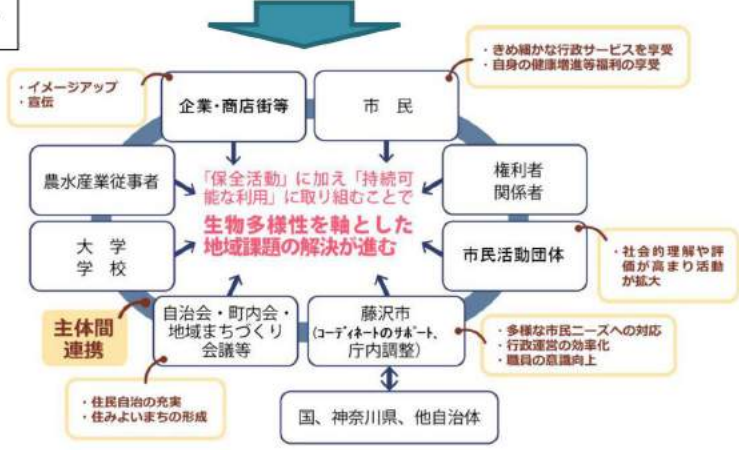 ・きめ細かな行政サービスを享受
・自身の健康増進等福利の享受
・イメージアップ
・宣伝
企業・商店街等
市 民
農水産業従事者
「保全活動」に加え「持続可
能な利用」に取り組むことで
生物多様性を軸とした
地域課題の解決が進む
権利者
関係者
大 学
学 校
市民活動団体
・社会的理解や評
価が高まり活動
が拡大
主体間
連携
自治会・町内会・
地域まちづくり
会議等
藤沢市
(コーディネートのサポート、
庁内調整)
・多様な市民ニーズへの対応
・行政運営の効率化
・職員の意識向上
・住民自治の充実
・住みよいまちの形成
国、神奈川県、他自治体